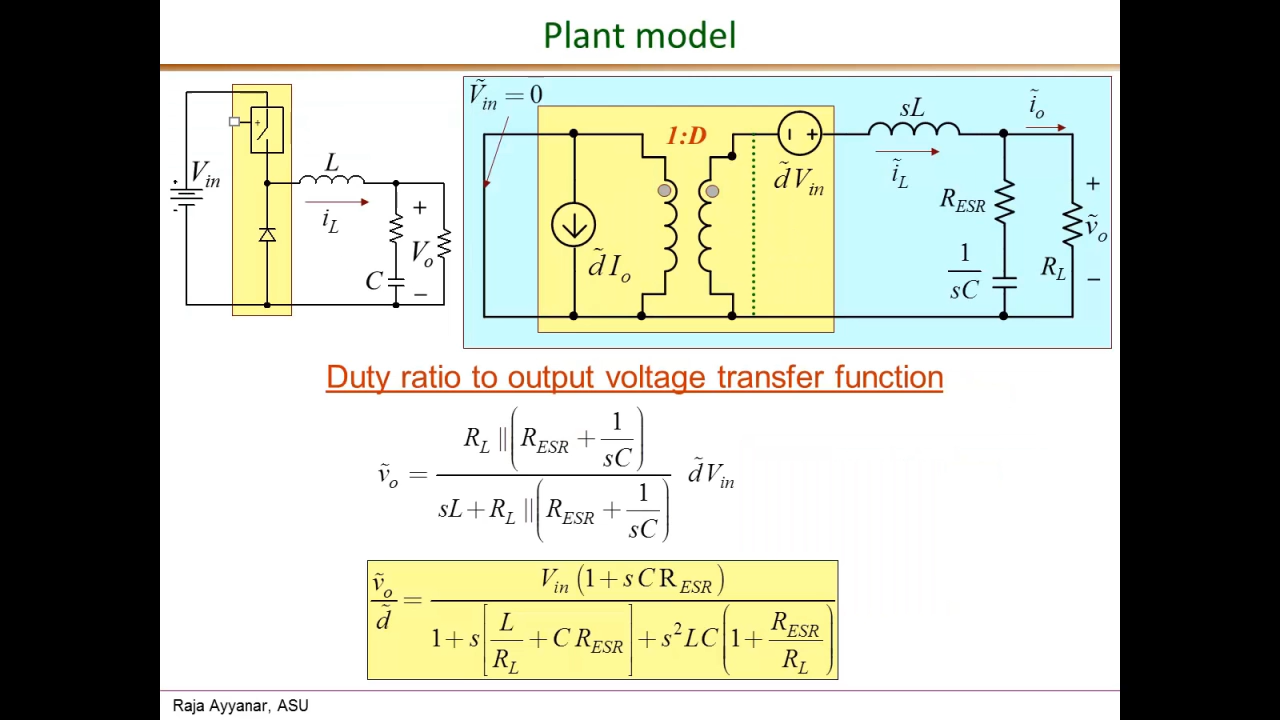 Plant model
V_in
L
i_L
+
V_o
−
C
Ṽ_in = 0
1:D
d̃ I_o
d̃ V_in
sL
ĩ_L
ĩ_o
R_ESR
1/sC
R_L
+
ṽ_o
−
Duty ratio to output voltage transfer function
ṽ_o = [R_L || (R_ESR + 1/sC)] / [sL + R_L || (R_ESR + 1/sC)] d̃ V_in
ṽ_o/d̃ = V_in (1 + s C R_ESR) / (1 + s[L/R_L + C R_ESR] + s² LC (1 + R_ESR/R_L))
Raja Ayyanar, ASU